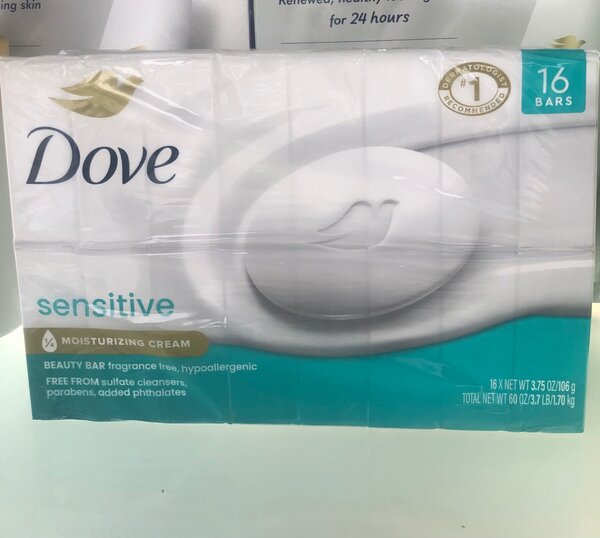 ing skin
for 24 hours
Dove
DERMATOLOGIST
#1
RECOMMENDED
16
BARS
sensitive
1/4 MOISTURIZING CREAM
BEAUTY BAR fragrance free, hypoallergenic
FREE FROM sulfate cleansers,
parabens, added phthalates
16 X NET WT 3.75 OZ/106 g
TOTAL NET WT 60 OZ/3.7 LB/1.70 kg